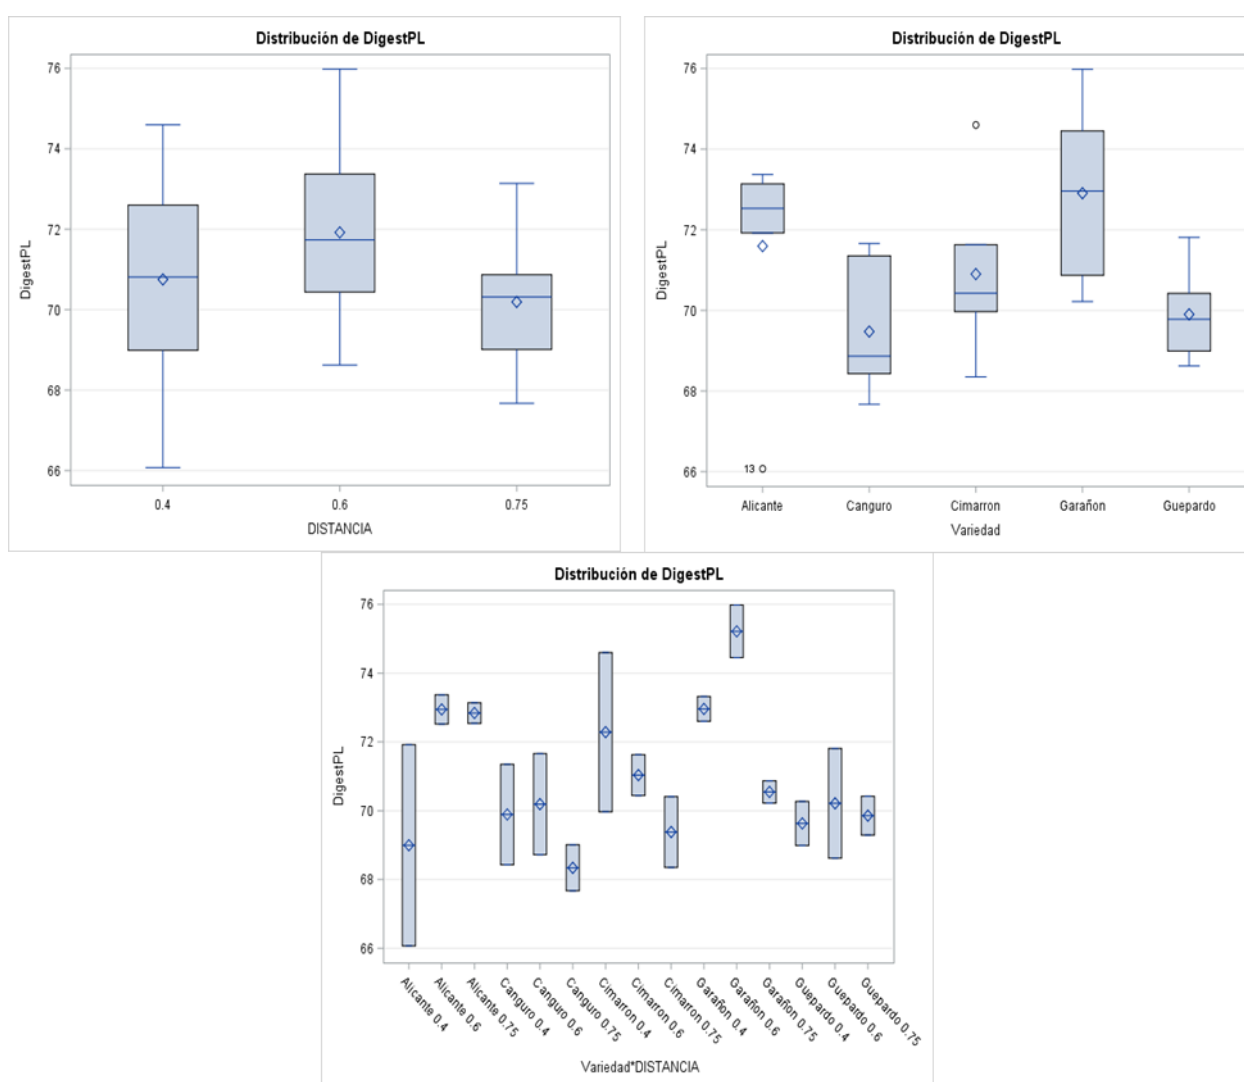 Distribución de DigestPL
76
74
72
70
68
66
DigestPL
0.4 0.6 0.75
DISTANCIA
Distribución de DigestPL
76
74
72
70
68
66
DigestPL
13
Alicante Canguro Cimarron Garañon Guepardo
Variedad
Distribución de DigestPL
76
74
72
70
68
66
DigestPL
Alicante 0.4
Alicante 0.6
Alicante 0.75
Canguro 0.4
Canguro 0.6
Canguro 0.75
Cimarron 0.4
Cimarron 0.6
Cimarron 0.75
Garañon 0.4
Garañon 0.6
Garañon 0.75
Guepardo 0.4
Guepardo 0.6
Guepardo 0.75
Variedad*DISTANCIA